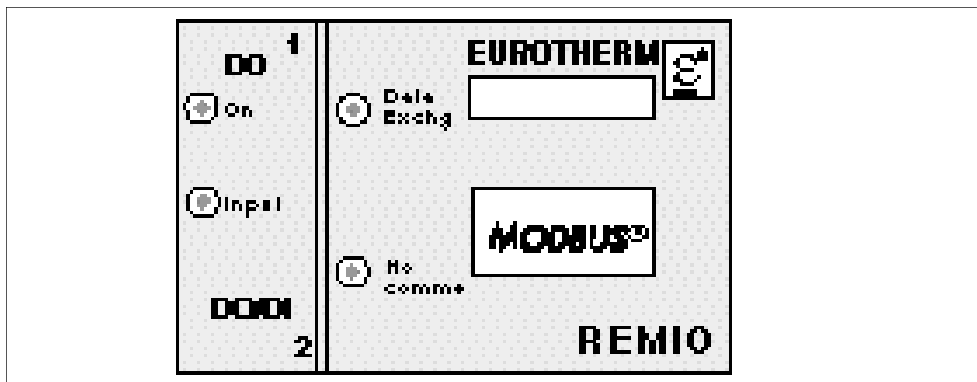 1
DO
On
Input
DO/DI
2
EUROTHERM
Data
Exchg
MODBUS®
No
comms
REMIO